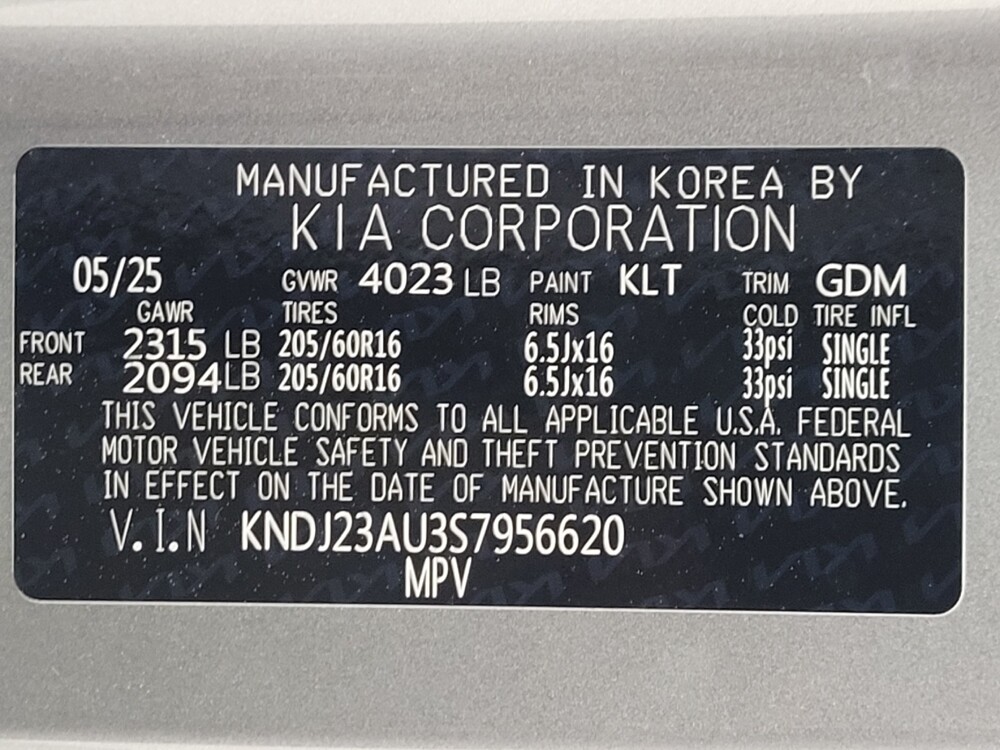 MANUFACTURED IN KOREA BY
KIA CORPORATION
05/25 GVWR 4023 LB PAINT KLT TRIM GDM
GAWR TIRES RIMS COLD TIRE INFL
FRONT 2315 LB 205/60R16 6.5Jx16 33psi SINGLE
REAR 2094 LB 205/60R16 6.5Jx16 33psi SINGLE
THIS VEHICLE CONFORMS TO ALL APPLICABLE U.S.A. FEDERAL
MOTOR VEHICLE SAFETY AND THEFT PREVENTION STANDARDS
IN EFFECT ON THE DATE OF MANUFACTURE SHOWN ABOVE.
V.I.N KNDJ23AU3S7956620
MPV